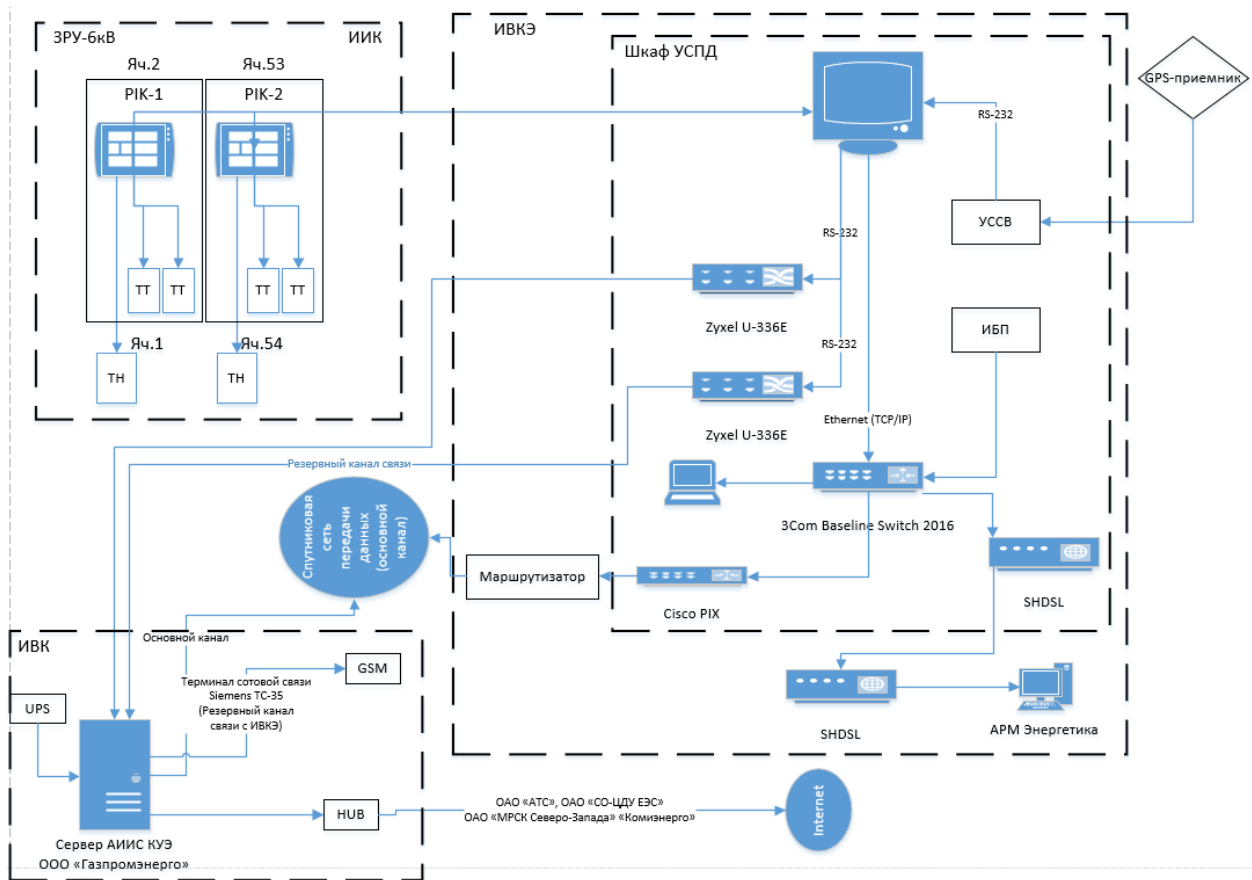 ЗРУ-6кВ
ИИК
Яч.2
Яч.53
PIK-1
PIK-2
ТТ
ТТ
ТТ
ТТ
Яч.1
Яч.54
ТН
ТН
ИВКЭ
Шкаф УСПД
GPS-приемник
RS-232
УССВ
RS-232
Zyxel U-336E
ИБП
RS-232
Zyxel U-336E
Ethernet (TCP/IP)
Резервный канал связи
3Com Baseline Switch 2016
Спутниковая
сеть
передачи
данных
(основной
канал)
Маршрутизатор
Cisco PIX
SHDSL
SHDSL
АРМ Энергетика
ИВК
Основной канал
GSM
Терминал сотовой связи
Siemens TC-35
(Резервный канал
связи с ИВКЭ)
UPS
HUB
ОАО «АТС», ОАО «СО-ЦДУ ЕЭС»
ОАО «МРСК Северо-Запада» «Комиэнерго»
Internet
Сервер АИИС КУЭ
ООО «Газпромэнерго»